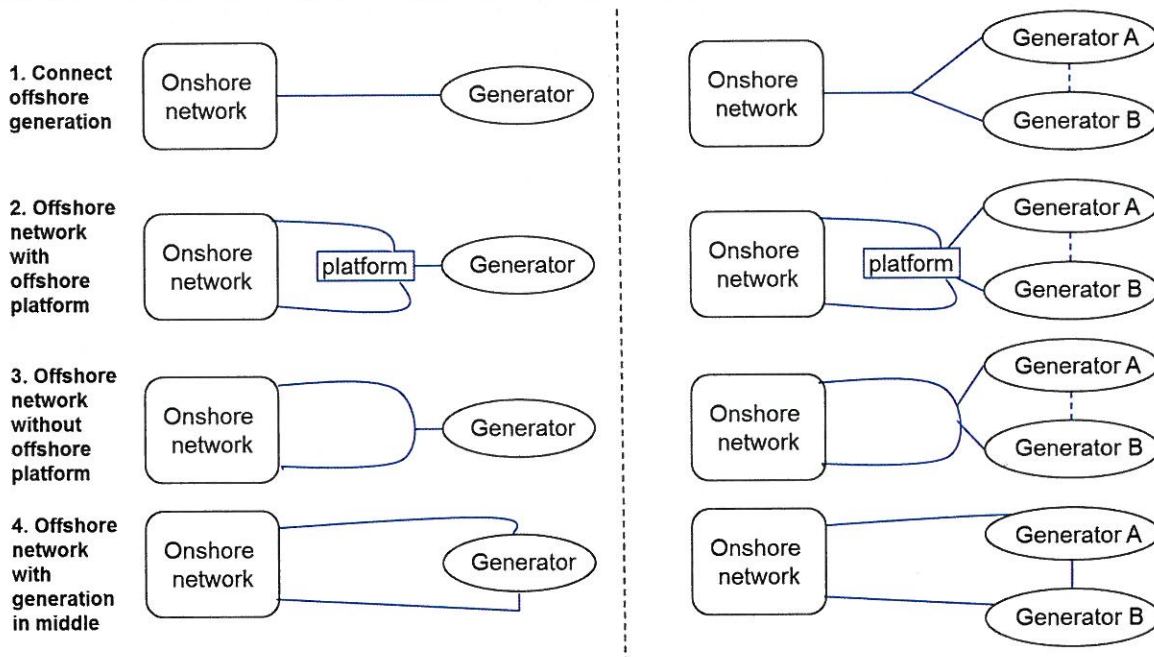 1. Connect
offshore
generation
Onshore
network
Generator
Onshore
network
Generator A
Generator B
2. Offshore
network
with
offshore
platform
Onshore
network
platform
Generator
Onshore
network
platform
Generator A
Generator B
3. Offshore
network
without
offshore
platform
Onshore
network
Generator
Onshore
network
Generator A
Generator B
4. Offshore
network
with
generation
in middle
Onshore
network
Generator
Onshore
network
Generator A
Generator B